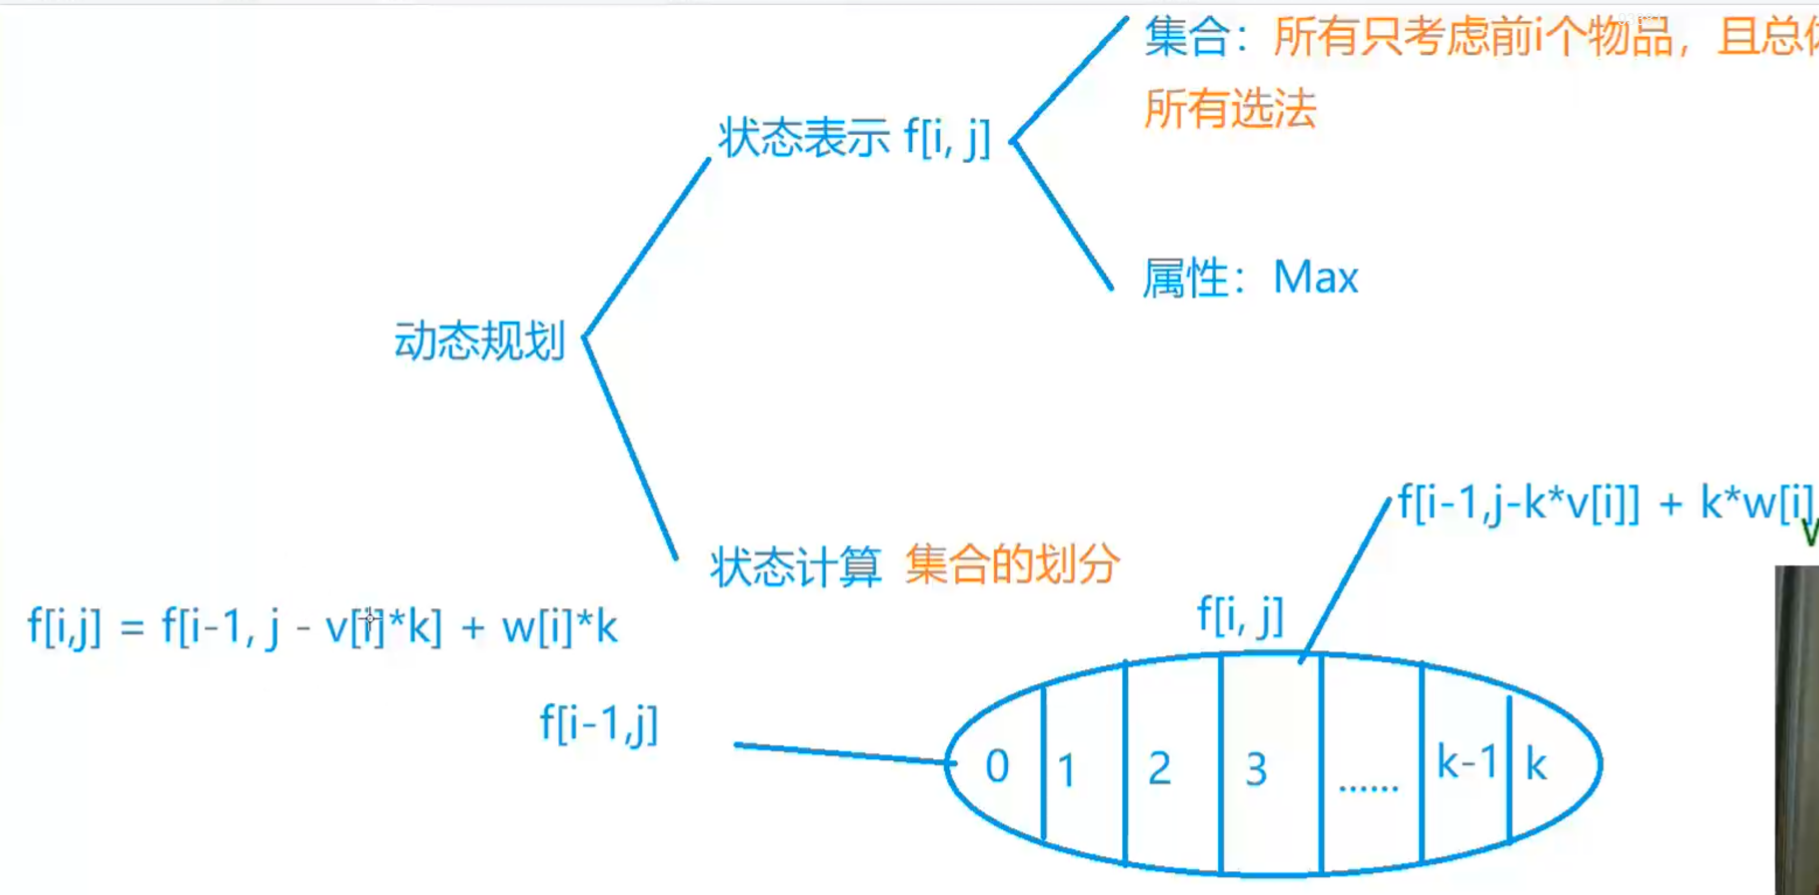 集合：所有只考虑前i个物品，且总
所有选法
状态表示 f[i, j]
属性：Max
动态规划
f[i-1,j-k*v[i]] + k*w[i]
状态计算 集合的划分
f[i, j]
f[i,j] = f[i-1, j - v[i]*k] + w[i]*k
f[i-1,j]
0 1 2 3 ...... k-1 k